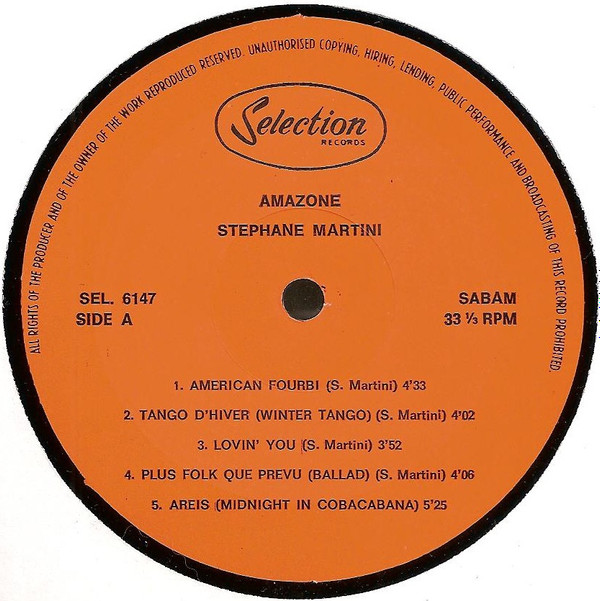 ALL RIGHTS OF THE PRODUCER AND OF THE OWNER OF THE WORK REPRODUCED RESERVED. UNAUTHORISED COPYING, HIRING, LENDING, PUBLIC PERFORMANCE AND BROADCASTING OF THIS RECORD PROHIBITED.
Selection
RECORDS
AMAZONE
STEPHANE MARTINI
SEL. 6147
SIDE A
SABAM
33 ⅓ RPM
1. AMERICAN FOURBI (S. Martini) 4'33
2. TANGO D'HIVER (WINTER TANGO) (S. Martini) 4'02
3. LOVIN' YOU (S. Martini) 3'52
4. PLUS FOLK QUE PREVU (BALLAD) (S. Martini) 4'06
5. AREIS (MIDNIGHT IN COBACABANA) 5'25